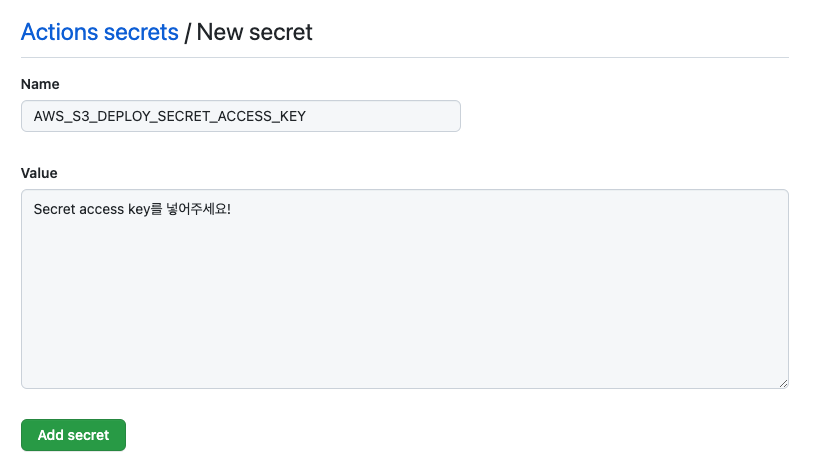 Actions secrets / New secret
Name
AWS_S3_DEPLOY_SECRET_ACCESS_KEY
Value
Secret access key를 넣어주세요!
Add secret